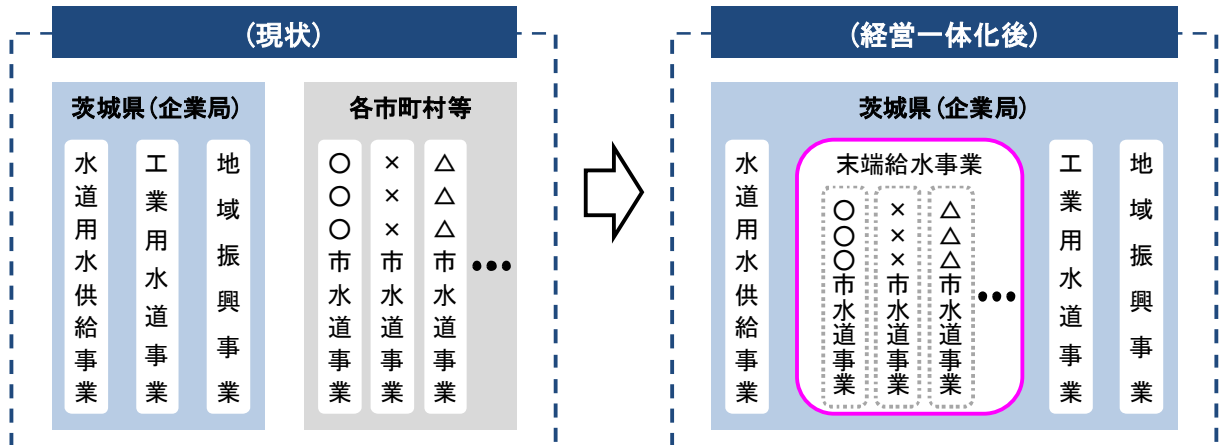 (現状)
茨城県(企業局)
水道用水供給事業
工業用水道事業
地域振興事業
各市町村等
〇〇〇市水道事業
×××市水道事業
△△△市水道事業
•••
(経営一体化後)
茨城県(企業局)
水道用水供給事業
末端給水事業
〇〇〇市水道事業
×××市水道事業
△△△市水道事業
•••
工業用水道事業
地域振興事業